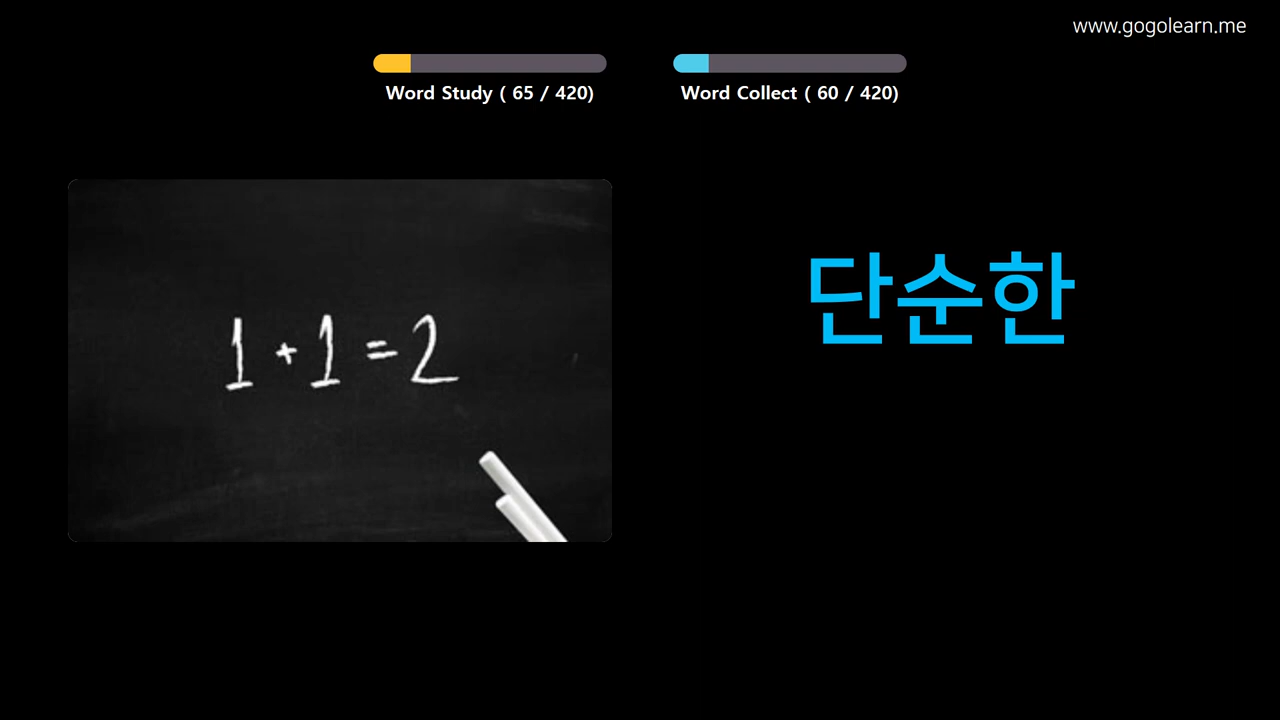 www.gogolearn.me
Word Study ( 65 / 420)
Word Collect ( 60 / 420)
단순한
1 + 1 = 2